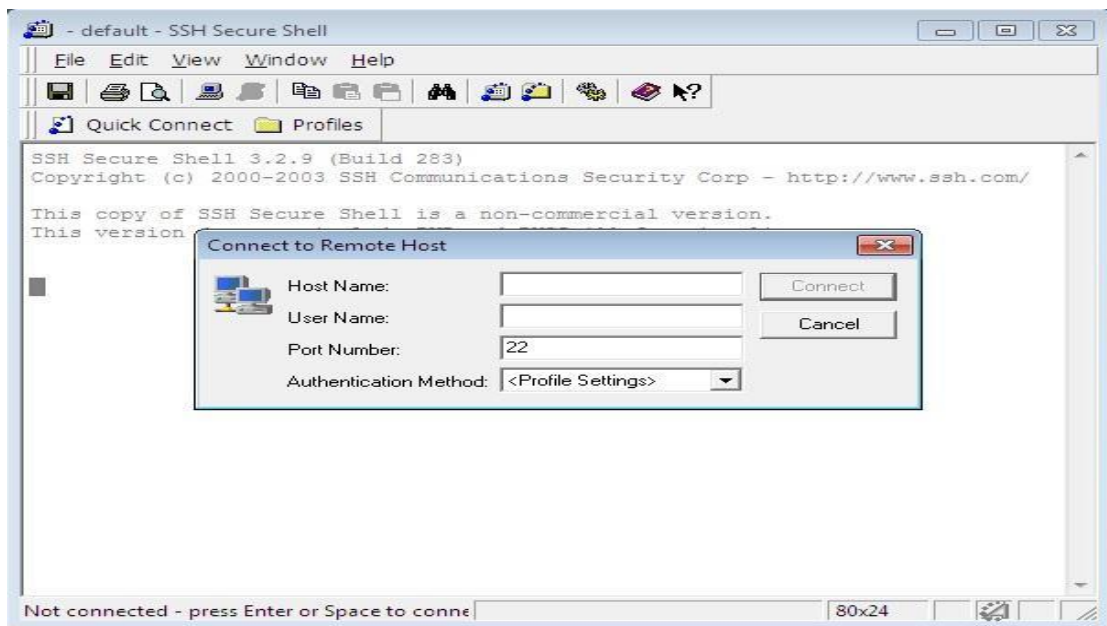 - default - SSH Secure Shell
File Edit View Window Help
Quick Connect Profiles
SSH Secure Shell 3.2.9 (Build 283)
Copyright (c) 2000-2003 SSH Communications Security Corp - http://www.ssh.com/
This copy of SSH Secure Shell is a non-commercial version.
This version
Connect to Remote Host
Host Name:
Connect
User Name:
Cancel
Port Number: 22
Authentication Method: <Profile Settings>
Not connected - press Enter or Space to conne
80x24